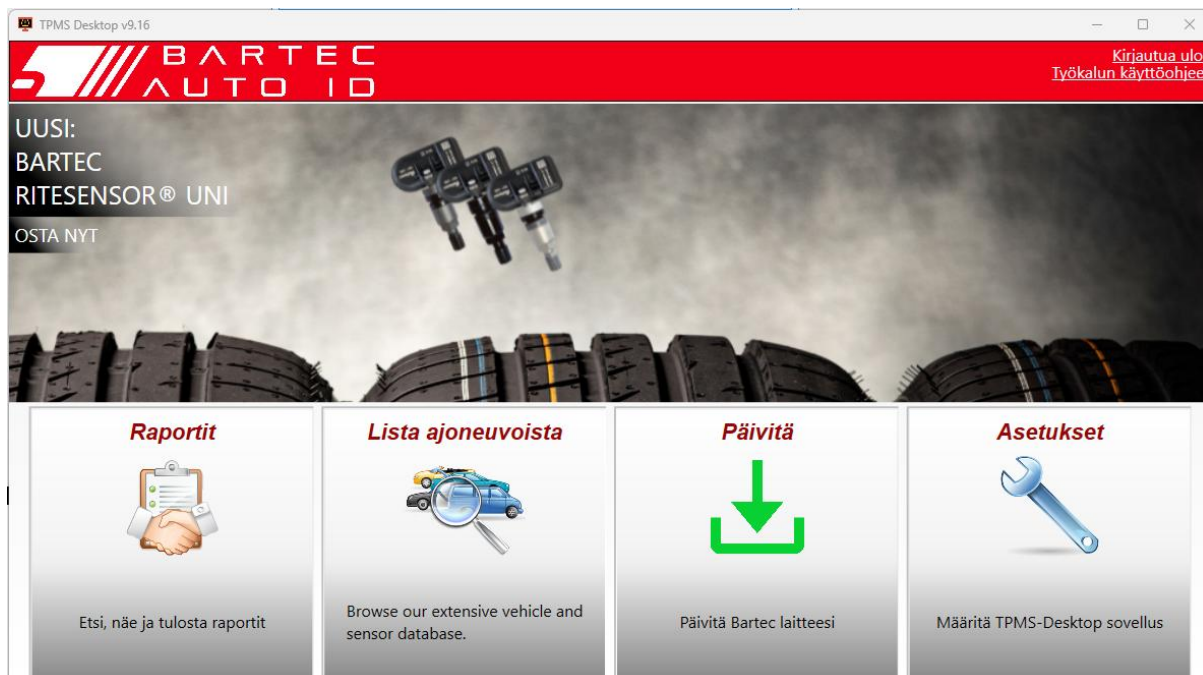 TPMS Desktop v9.16
BARTEC
AUTO ID
Kirjautua ulo
Työkalun käyttöohjee
UUSI:
BARTEC
RITESENSOR® UNI
OSTA NYT
Raportit
Lista ajoneuvoista
Päivitä
Asetukset
Etsi, näe ja tulosta raportit
Browse our extensive vehicle and
sensor database.
Päivitä Bartec laitteesi
Määritä TPMS-Desktop sovellus